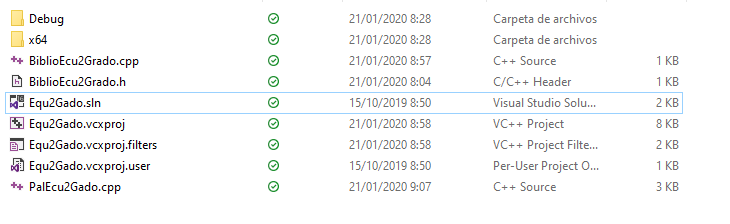 Debug 21/01/2020 8:28 Carpeta de archivos
x64 21/01/2020 8:28 Carpeta de archivos
BiblioEcu2Grado.cpp 21/01/2020 8:57 C++ Source 1 KB
BiblioEcu2Grado.h 21/01/2020 8:04 C/C++ Header 1 KB
Equ2Gado.sln 15/10/2019 8:50 Visual Studio Solu... 2 KB
Equ2Gado.vcxproj 21/01/2020 8:58 VC++ Project 8 KB
Equ2Gado.vcxproj.filters 21/01/2020 8:58 VC++ Project Filte... 2 KB
Equ2Gado.vcxproj.user 15/10/2019 8:50 Per-User Project O... 1 KB
PalEcu2Gado.cpp 21/01/2020 9:07 C++ Source 3 KB